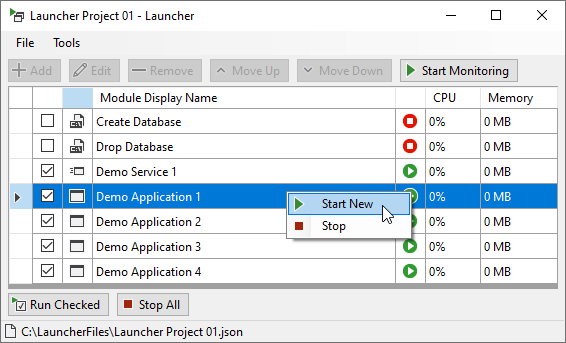 Launcher Project 01 - Launcher
File Tools
Add Edit Remove Move Up Move Down Start Monitoring
Module Display Name CPU Memory
Create Database 0% 0 MB
Drop Database 0% 0 MB
Demo Service 1 0% 0 MB
Demo Application 1 0% 0 MB
Start New
Demo Application 2 0% 0 MB
Stop
Demo Application 3 0% 0 MB
Demo Application 4 0% 0 MB
Run Checked Stop All
C:\LauncherFiles\Launcher Project 01.json